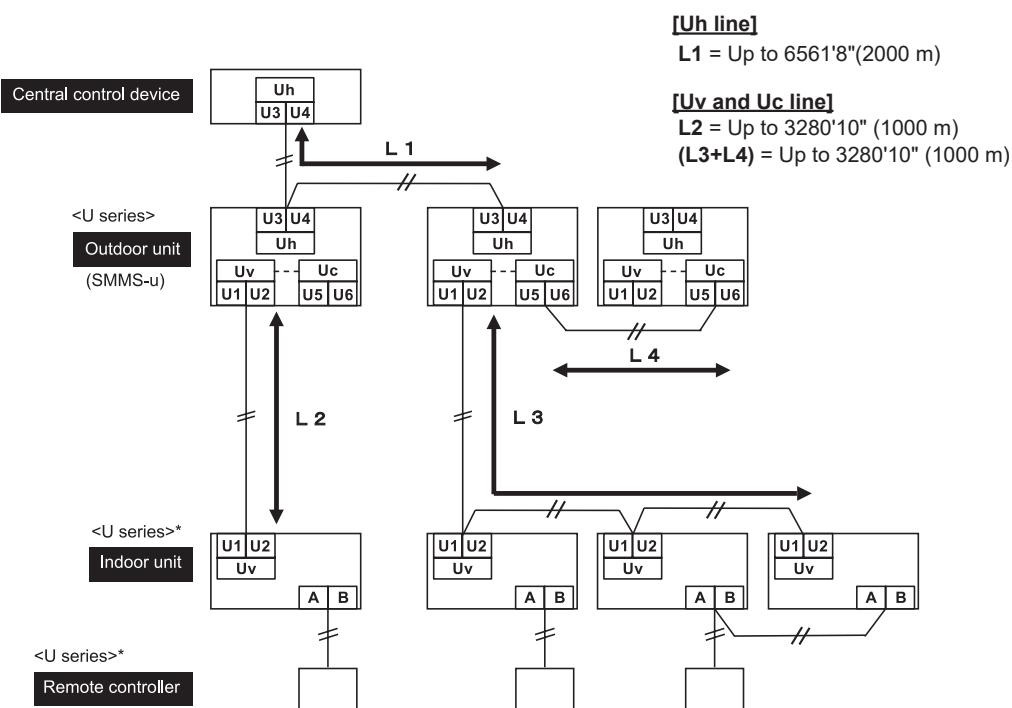 [Uh line]
L1 = Up to 6561'8"(2000 m)
[Uv and Uc line]
L2 = Up to 3280'10" (1000 m)
(L3+L4) = Up to 3280'10" (1000 m)
Central control device
Uh
U3 U4
L 1
<U series>
Outdoor unit
(SMMS-u)
U3 U4
Uh
Uv Uc
U1 U2 U5 U6
U3 U4
Uh
Uv Uc
U1 U2 U5 U6
U3 U4
Uh
Uv Uc
U1 U2 U5 U6
L 4
L 2
L 3
<U series>*
Indoor unit
U1 U2
Uv
A B
U1 U2
Uv
A B
U1 U2
Uv
A B
U1 U2
Uv
A B
<U series>*
Remote controller